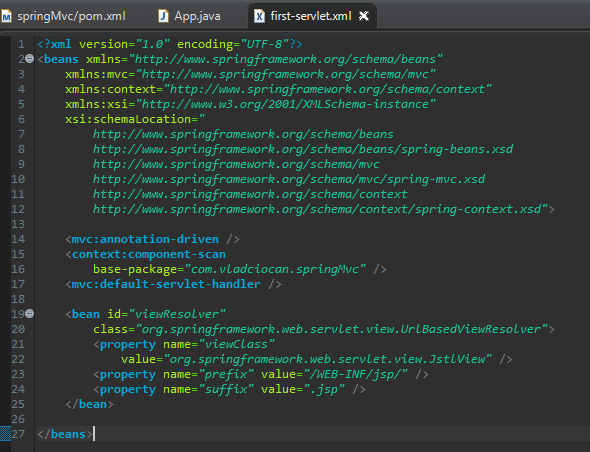 springMvc/pom.xml App.java first-servlet.xml
1 <?xml version="1.0" encoding="UTF-8"?>
2 <beans xmlns="http://www.springframework.org/schema/beans"
3 xmlns:mvc="http://www.springframework.org/schema/mvc"
4 xmlns:context="http://www.springframework.org/schema/context"
5 xmlns:xsi="http://www.w3.org/2001/XMLSchema-instance"
6 xsi:schemaLocation="
7 http://www.springframework.org/schema/beans
8 http://www.springframework.org/schema/beans/spring-beans.xsd
9 http://www.springframework.org/schema/mvc
10 http://www.springframework.org/schema/mvc/spring-mvc.xsd
11 http://www.springframework.org/schema/context
12 http://www.springframework.org/schema/context/spring-context.xsd">
13
14 <mvc:annotation-driven />
15 <context:component-scan
16 base-package="com.vladciocan.springMvc" />
17 <mvc:default-servlet-handler />
18
19 <bean id="viewResolver"
20 class="org.springframework.web.servlet.view.UrlBasedViewResolver">
21 <property name="viewClass"
22 value="org.springframework.web.servlet.view.JstlView" />
23 <property name="prefix" value="/WEB-INF/jsp/" />
24 <property name="suffix" value=".jsp" />
25 </bean>
26
27 </beans>